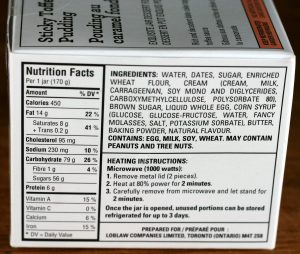 Sticky Toffee
Pudding
Pouding au
caramel
Nutrition Facts
Per 1 jar (170 g)
Amount % DV*
Calories 450
Fat 14 g 22 %
Saturates 8 g
+ Trans 0.2 g 41 %
Cholesterol 95 mg
Sodium 230 mg 10 %
Carbohydrate 79 g 26 %
Fibre 1 g 4 %
Sugars 56 g
Protein 6 g
Vitamin A 15 %
Vitamin C 0 %
Calcium 6 %
Iron 15 %
* DV = Daily Value
INGREDIENTS: WATER, DATES, SUGAR, ENRICHED
WHEAT FLOUR, CREAM (CREAM, MILK,
CARRAGEENAN, SOY MONO AND DIGLYCERIDES,
CARBOXYMETHYLCELLULOSE, POLYSORBATE 80),
BROWN SUGAR, LIQUID WHOLE EGG, CORN SYRUP
(GLUCOSE, GLUCOSE-FRUCTOSE, WATER, FANCY
MOLASSES, SALT, POTASSIUM SORBATE), BUTTER,
BAKING POWDER, NATURAL FLAVOUR.
CONTAINS: EGG, MILK, SOY, WHEAT. MAY CONTAIN
PEANUTS AND TREE NUTS.
HEATING INSTRUCTIONS:
Microwave (1000 watts):
1. Remove metal lid (2 pieces).
2. Heat at 80% power for 2 minutes.
3. Carefully remove from microwave and let stand
for 2 minutes.
Once the jar is opened, unused portions can be stored
refrigerated for up to 3 days.
PREPARED FOR / PRÉPARÉ POUR :
LOBLAW COMPANIES LIMITED, TORONTO (ONTARIO) M4T 2S8